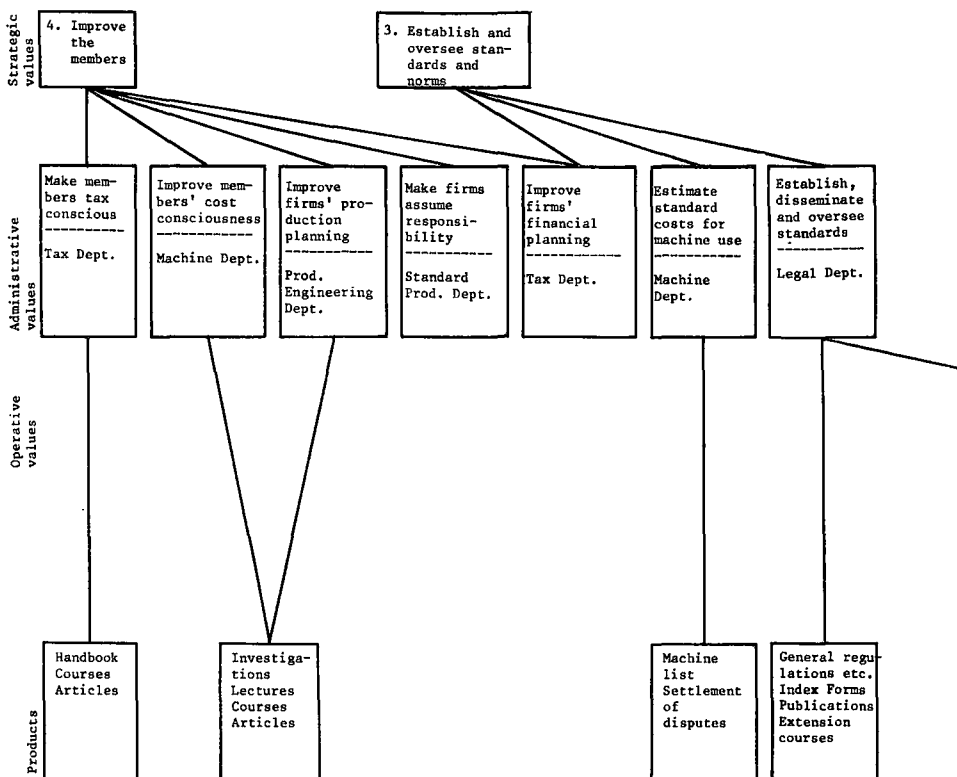 Strategic
values
4. Improve
the
members
3. Establish and
oversee stan-
dards and
norms
Administrative
values
Make mem-
bers tax
conscious
-----------
Tax Dept.
Improve mem-
bers' cost
consciousness
-----------
Machine Dept.
Improve
firms' pro-
duction
planning
-----------
Prod.
Engineering
Dept.
Make firms
assume
responsi-
bility
-----------
Standard
Prod. Dept.
Improve
firms'
financial
planning
-----------
Tax Dept.
Estimate
standard
costs for
machine use
-----------
Machine
Dept.
Establish,
disseminate
and oversee
standards
-----------
Legal Dept.
Operative
values
Products
Handbook
Courses
Articles
Investiga-
tions
Lectures
Courses
Articles
Machine
list
Settlement
of
disputes
General regu-
lations etc.
Index Forms
Publications
Extension
courses